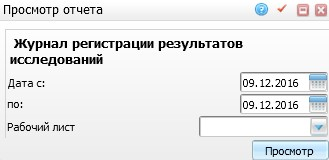 Просмотр отчета
Журнал регистрации результатов
исследований
Дата с: 09.12.2016
по: 09.12.2016
Рабочий лист
Просмотр